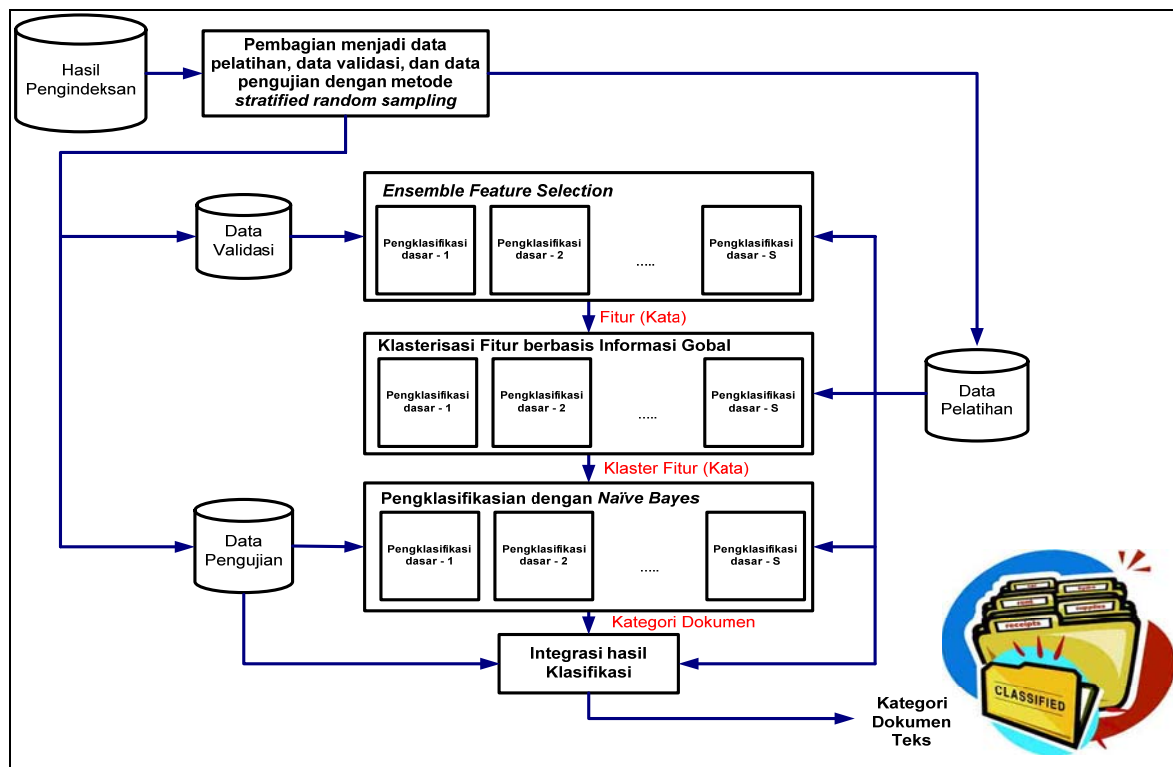 Hasil
Pengindeksan
Pembagian menjadi data
pelatihan, data validasi, dan data
pengujian dengan metode
stratified random sampling
Ensemble Feature Selection
Pengklasifikasi
dasar - 1
Pengklasifikasi
dasar - 2
.....
Pengklasifikasi
dasar - S
Data
Validasi
Fitur (Kata)
Klasterisasi Fitur berbasis Informasi Gobal
Pengklasifikasi
dasar - 1
Pengklasifikasi
dasar - 2
.....
Pengklasifikasi
dasar - S
Data
Pelatihan
Klaster Fitur (Kata)
Pengklasifikasian dengan Naïve Bayes
Pengklasifikasi
dasar - 1
Pengklasifikasi
dasar - 2
.....
Pengklasifikasi
dasar - S
Data
Pengujian
Kategori Dokumen
Integrasi hasil
Klasifikasi
Kategori
Dokumen
Teks
rent
supplies
receipts
CLASSIFIED